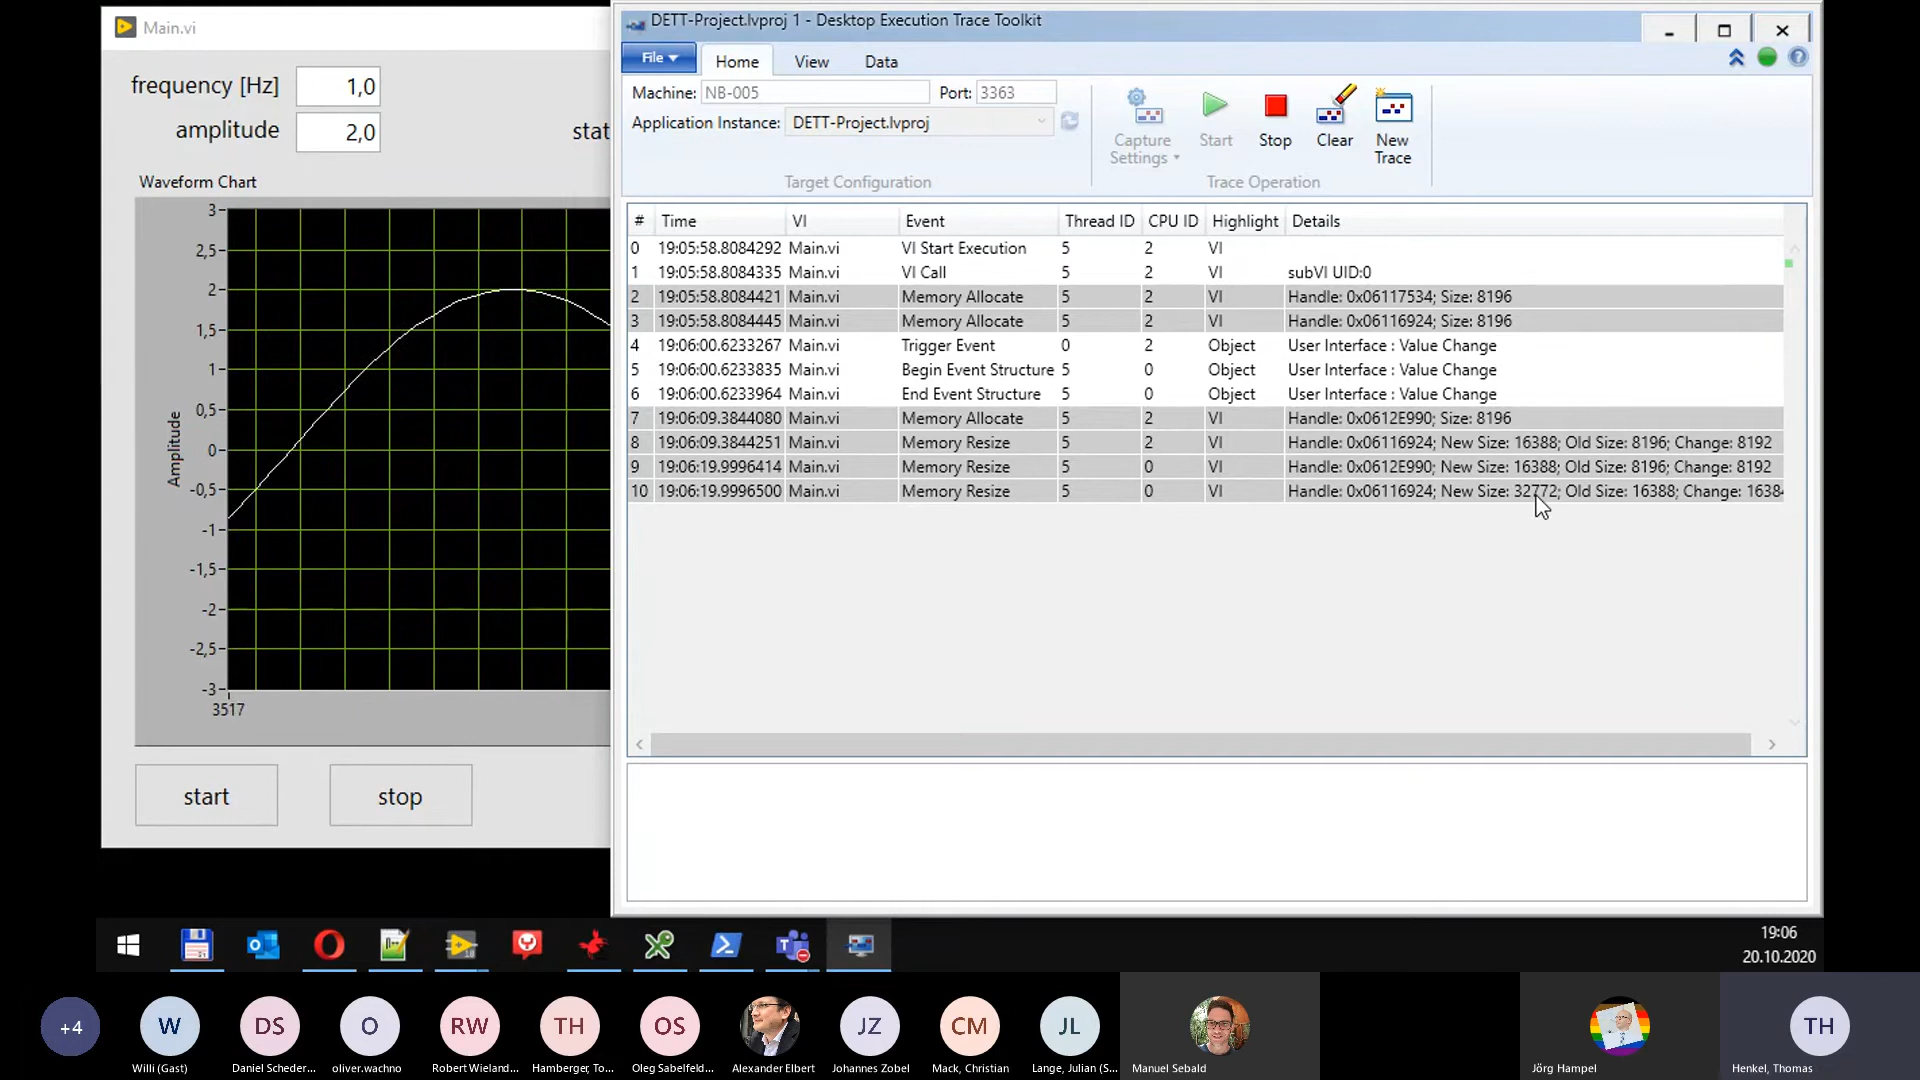 Main.vi
frequency [Hz] 1,0
amplitude 2,0
stat
Waveform Chart
Amplitude
3
2,5
2
1,5
1
0,5
0
-0,5
-1
-1,5
-2
-2,5
-3
3517
start stop
DETT-Project.lvproj 1 - Desktop Execution Trace Toolkit
File Home View Data
Machine: NB-005 Port: 3363
Application Instance: DETT-Project.lvproj
Target Configuration
Capture Settings Start Stop Clear New Trace
Trace Operation
# Time VI Event Thread ID CPU ID Highlight Details
0 19:05:58.8084292 Main.vi VI Start Execution 5 2 VI
1 19:05:58.8084335 Main.vi VI Call 5 2 VI subVI UID:0
2 19:05:58.8084421 Main.vi Memory Allocate 5 2 VI Handle: 0x06117534; Size: 8196
3 19:05:58.8084445 Main.vi Memory Allocate 5 2 VI Handle: 0x06116924; Size: 8196
4 19:06:00.6233267 Main.vi Trigger Event 0 2 Object User Interface : Value Change
5 19:06:00.6233835 Main.vi Begin Event Structure 5 0 Object User Interface : Value Change
6 19:06:00.6233964 Main.vi End Event Structure 5 0 Object User Interface : Value Change
7 19:06:09.3844080 Main.vi Memory Allocate 5 2 VI Handle: 0x0612E990; Size: 8196
8 19:06:09.3844251 Main.vi Memory Resize 5 2 VI Handle: 0x06116924; New Size: 16388; Old Size: 8196; Change: 8192
9 19:06:19.9996414 Main.vi Memory Resize 5 0 VI Handle: 0x0612E990; New Size: 16388; Old Size: 8196; Change: 8192
10 19:06:19.9996500 Main.vi Memory Resize 5 0 VI Handle: 0x06116924; New Size: 32772; Old Size: 16388; Change: 1638
19:06
20.10.2020
+4 W DS O RW TH OS JZ CM JL TH
Willi (Gast) Daniel Scheder... oliver.wachno Robert Wieland... Hamberger, To... Oleg Sabelfeld... Alexander Elbert Johannes Zobel Mack, Christian Lange, Julian (S... Manuel Sebald Jörg Hampel Henkel, Thomas